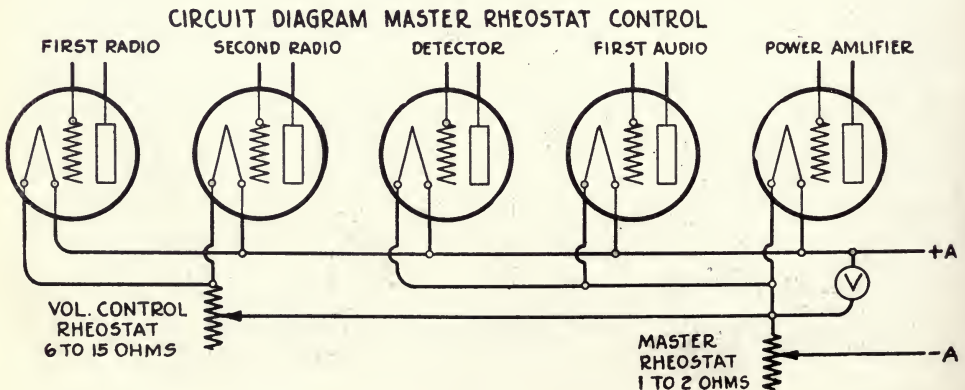 CIRCUIT DIAGRAM MASTER RHEOSTAT CONTROL
FIRST RADIO
SECOND RADIO
DETECTOR
FIRST AUDIO
POWER AMLIFIER
+A
V
VOL. CONTROL
RHEOSTAT
6 TO 15 OHMS
MASTER
RHEOSTAT
1 TO 2 OHMS
-A